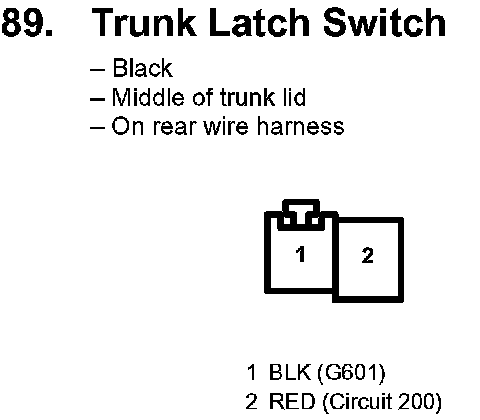 89. Trunk Latch Switch
– Black
– Middle of trunk lid
– On rear wire harness
1 2
1 BLK (G601)
2 RED (Circuit 200)